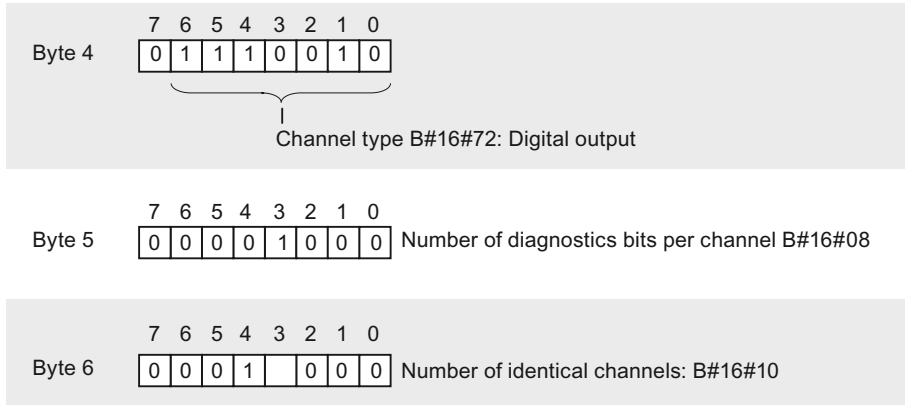 7 6 5 4 3 2 1 0
Byte 4 0 1 1 1 0 0 1 0
Channel type B#16#72: Digital output
7 6 5 4 3 2 1 0
Byte 5 0 0 0 0 1 0 0 0 Number of diagnostics bits per channel B#16#08
7 6 5 4 3 2 1 0
Byte 6 0 0 0 1 0 0 0 Number of identical channels: B#16#10